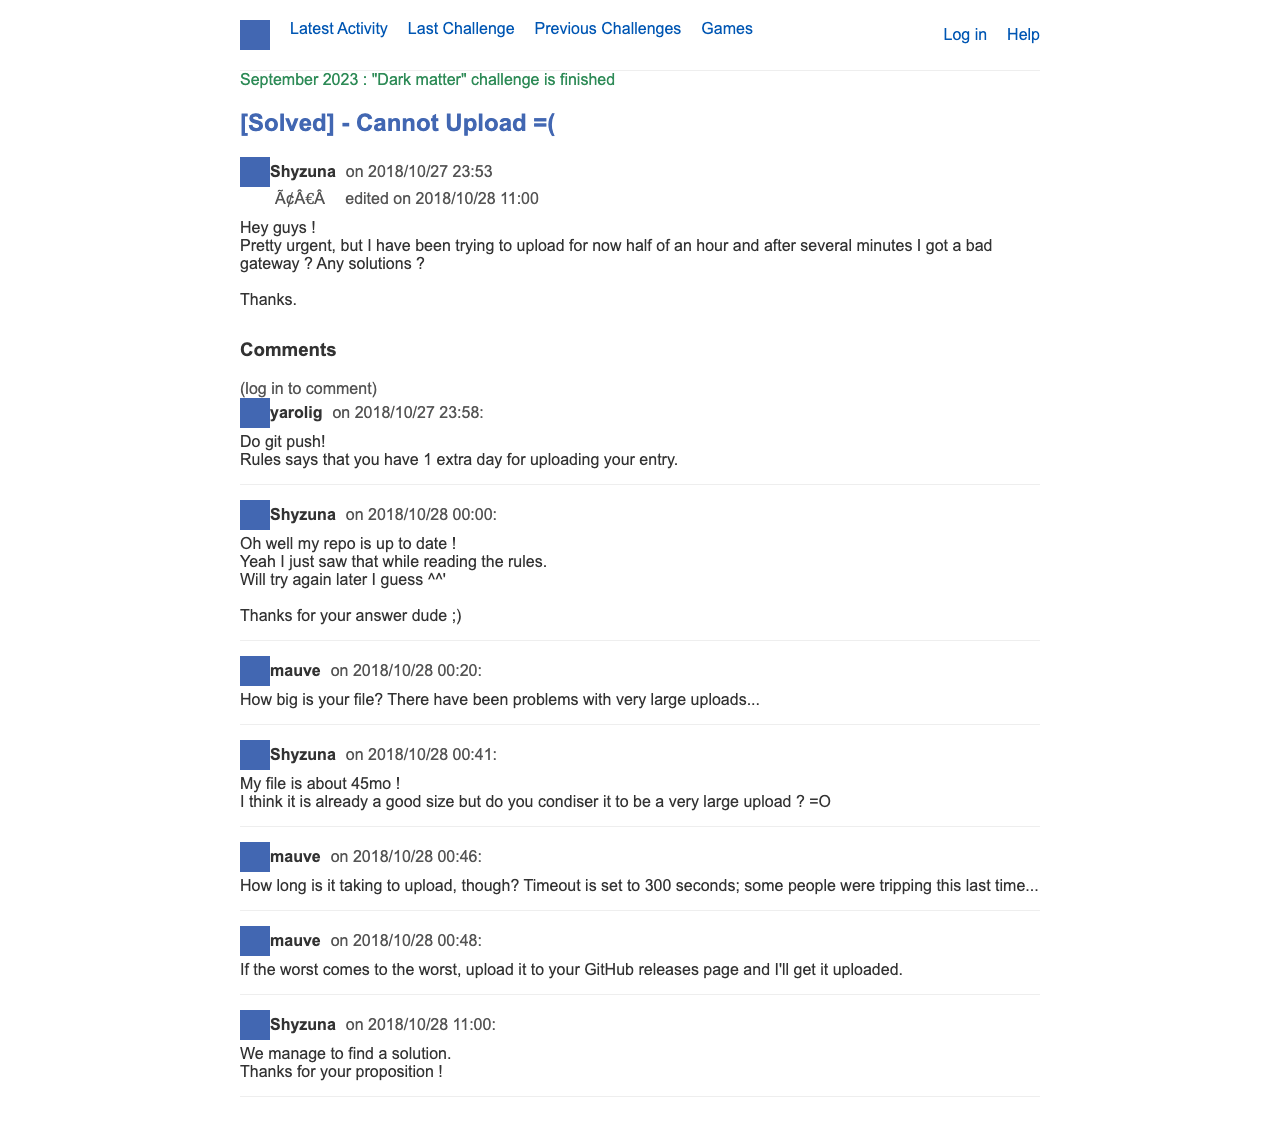 Latest Activity Last Challenge Previous Challenges Games Log in Help
September 2023 : "Dark matter" challenge is finished
[Solved] - Cannot Upload =(
Shyzuna on 2018/10/27 23:53
Ã¢Â€Â edited on 2018/10/28 11:00
Hey guys !
Pretty urgent, but I have been trying to upload for now half of an hour and after several minutes I got a bad
gateway ? Any solutions ?
Thanks.
Comments
(log in to comment)
yarolig on 2018/10/27 23:58:
Do git push!
Rules says that you have 1 extra day for uploading your entry.
Shyzuna on 2018/10/28 00:00:
Oh well my repo is up to date !
Yeah I just saw that while reading the rules.
Will try again later I guess ^^'
Thanks for your answer dude ;)
mauve on 2018/10/28 00:20:
How big is your file? There have been problems with very large uploads...
Shyzuna on 2018/10/28 00:41:
My file is about 45mo !
I think it is already a good size but do you condiser it to be a very large upload ? =O
mauve on 2018/10/28 00:46:
How long is it taking to upload, though? Timeout is set to 300 seconds; some people were tripping this last time...
mauve on 2018/10/28 00:48:
If the worst comes to the worst, upload it to your GitHub releases page and I'll get it uploaded.
Shyzuna on 2018/10/28 11:00:
We manage to find a solution.
Thanks for your proposition !